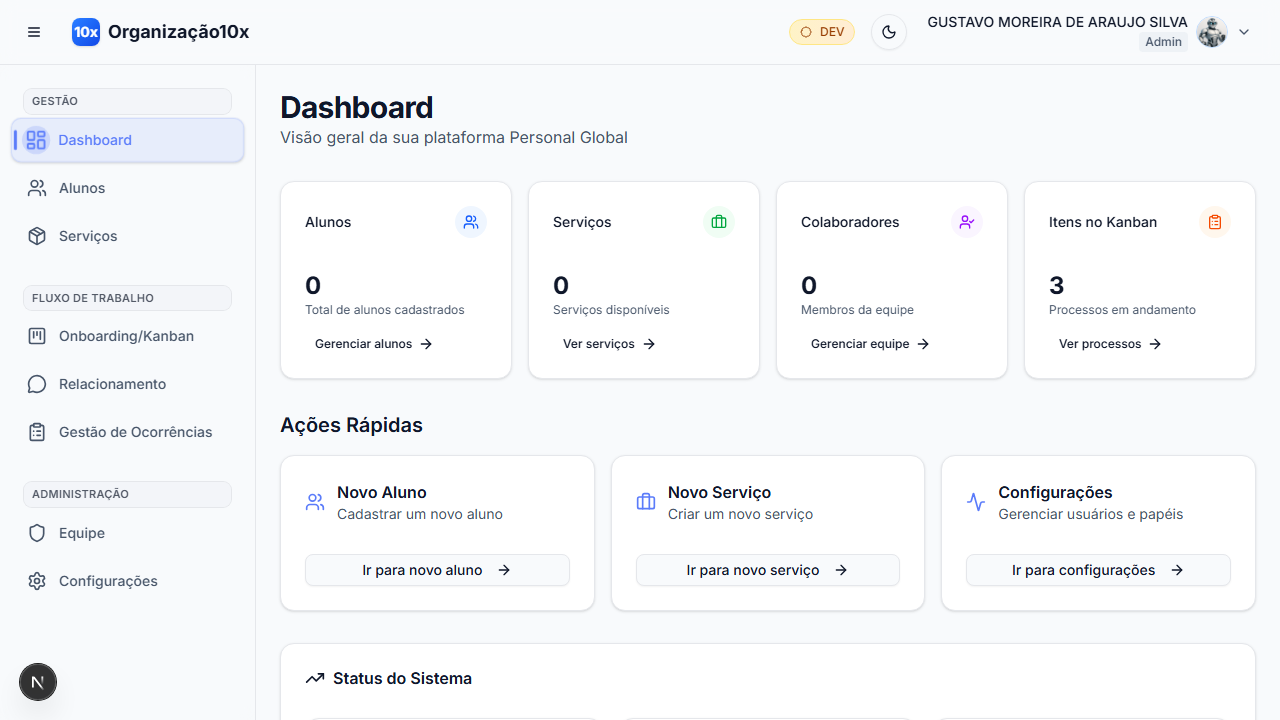 10x Organização10x
DEV
GUSTAVO MOREIRA DE ARAUJO SILVA
Admin
GESTÃO
Dashboard
Alunos
Serviços
FLUXO DE TRABALHO
Onboarding/Kanban
Relacionamento
Gestão de Ocorrências
ADMINISTRAÇÃO
Equipe
Configurações
N
Dashboard
Visão geral da sua plataforma Personal Global
Alunos
0
Total de alunos cadastrados
Gerenciar alunos
Serviços
0
Serviços disponíveis
Ver serviços
Colaboradores
0
Membros da equipe
Gerenciar equipe
Itens no Kanban
3
Processos em andamento
Ver processos
Ações Rápidas
Novo Aluno
Cadastrar um novo aluno
Ir para novo aluno
Novo Serviço
Criar um novo serviço
Ir para novo serviço
Configurações
Gerenciar usuários e papéis
Ir para configurações
Status do Sistema